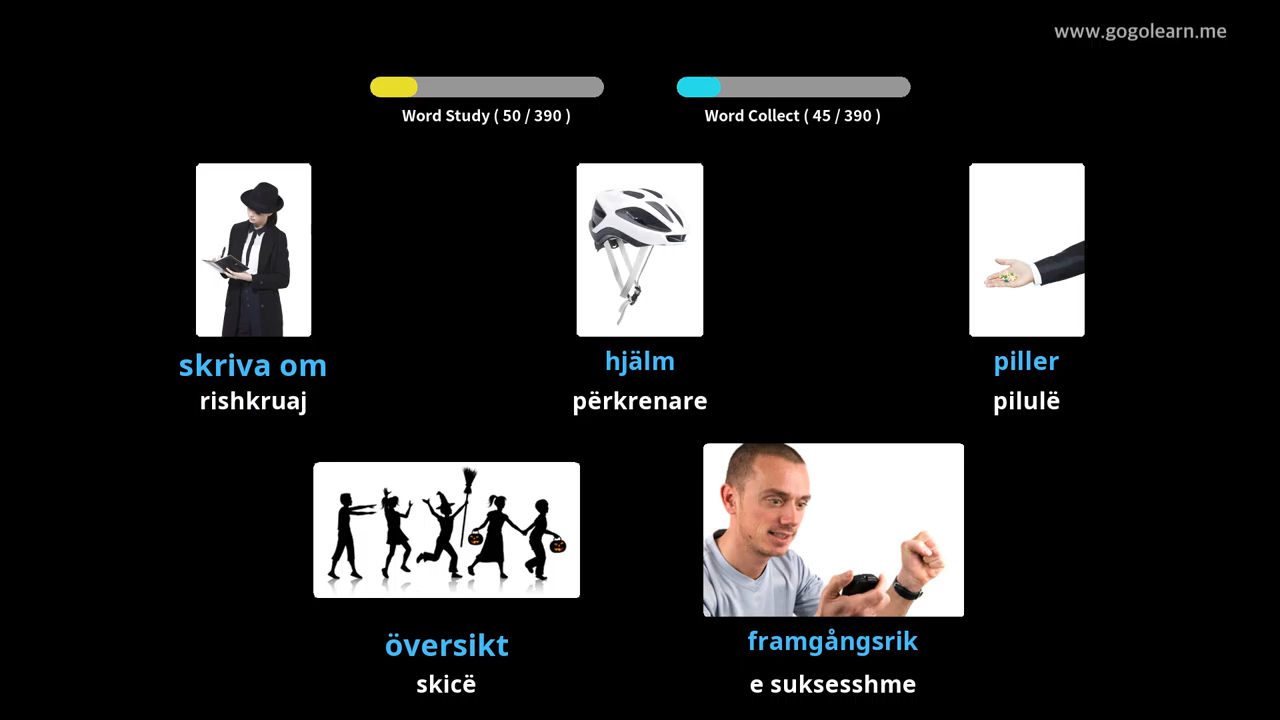 www.gogolearn.me
Word Study ( 50 / 390 )
Word Collect ( 45 / 390 )
skriva om
rishkruaj
hjälm
përkrenare
piller
pilulë
översikt
skicë
framgångsrik
e suksesshme